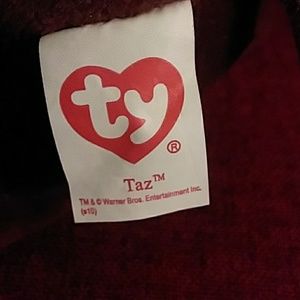 ty
®
Taz™
TM & © Warner Bros. Entertainment Inc.
(s10)